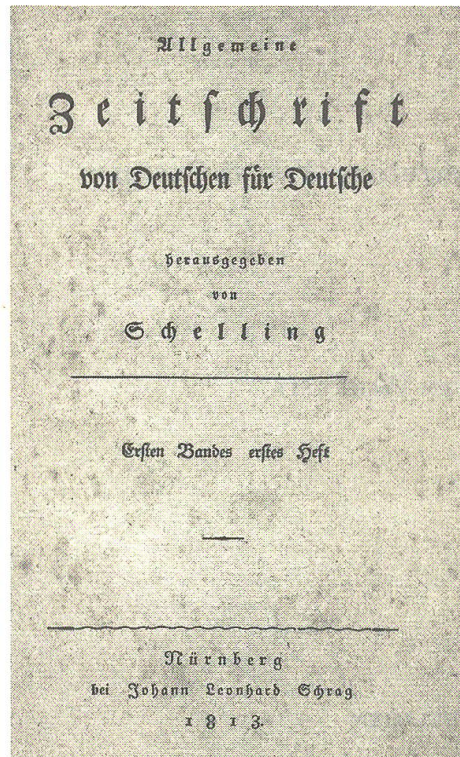 Allgemeine
Zeitschrift
von Deutschen für Deutsche
herausgegeben
von
Schelling
Ersten Bandes erstes Heft
Nürnberg
bei Johann Leonhard Schrag
1813.